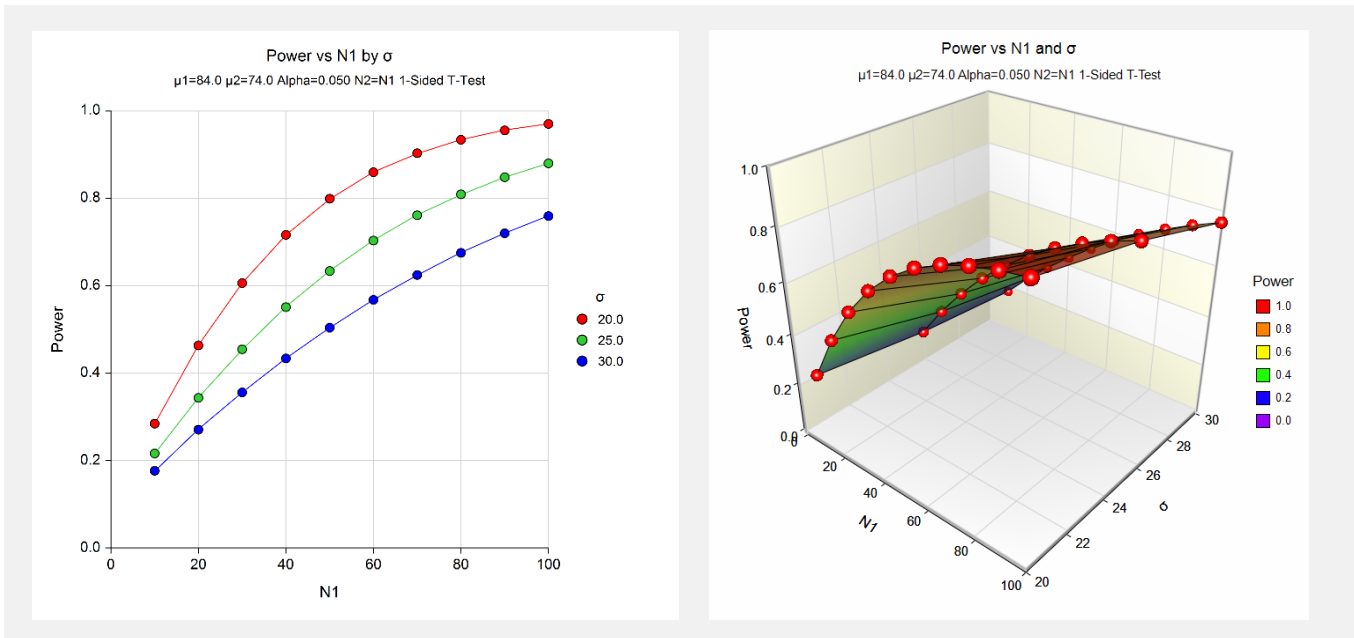 Power vs N1 by σ
μ1=84.0 μ2=74.0 Alpha=0.050 N2=N1 1-Sided T-Test
1.0
0.8
0.6
0.4
0.2
0.0
Power
0 20 40 60 80 100
N1
σ
20.0
25.0
30.0
Power vs N1 and σ
μ1=84.0 μ2=74.0 Alpha=0.050 N2=N1 1-Sided T-Test
1.0
0.8
0.6
0.4
0.2
0.0
Power
0
20
40
60
80
100
N1
20
22
24
26
28
30
σ
Power
1.0
0.8
0.6
0.4
0.2
0.0